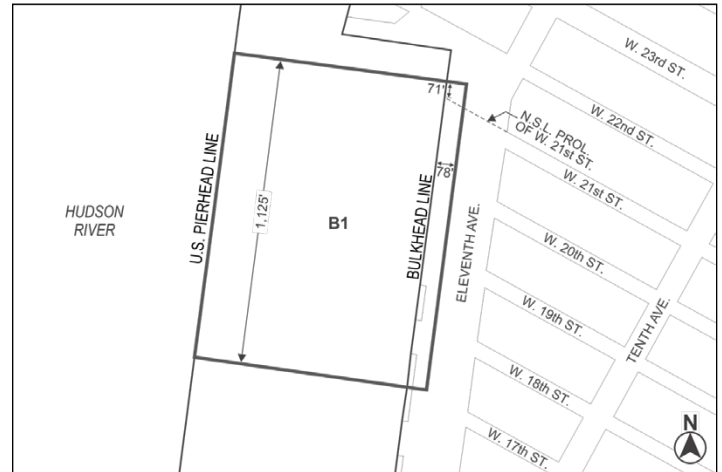 W. 23rd ST.
71'
N.S.L. PROL.
OF W. 21st ST.
W. 22nd ST.
U.S. PIERHEAD LINE
78'
W. 21st ST.
HUDSON
RIVER
1,125'
B1
BULKHEAD LINE
ELEVENTH AVE.
W. 20th ST.
W. 19th ST.
TENTH AVE.
W. 18th ST.
W. 17th ST.
N